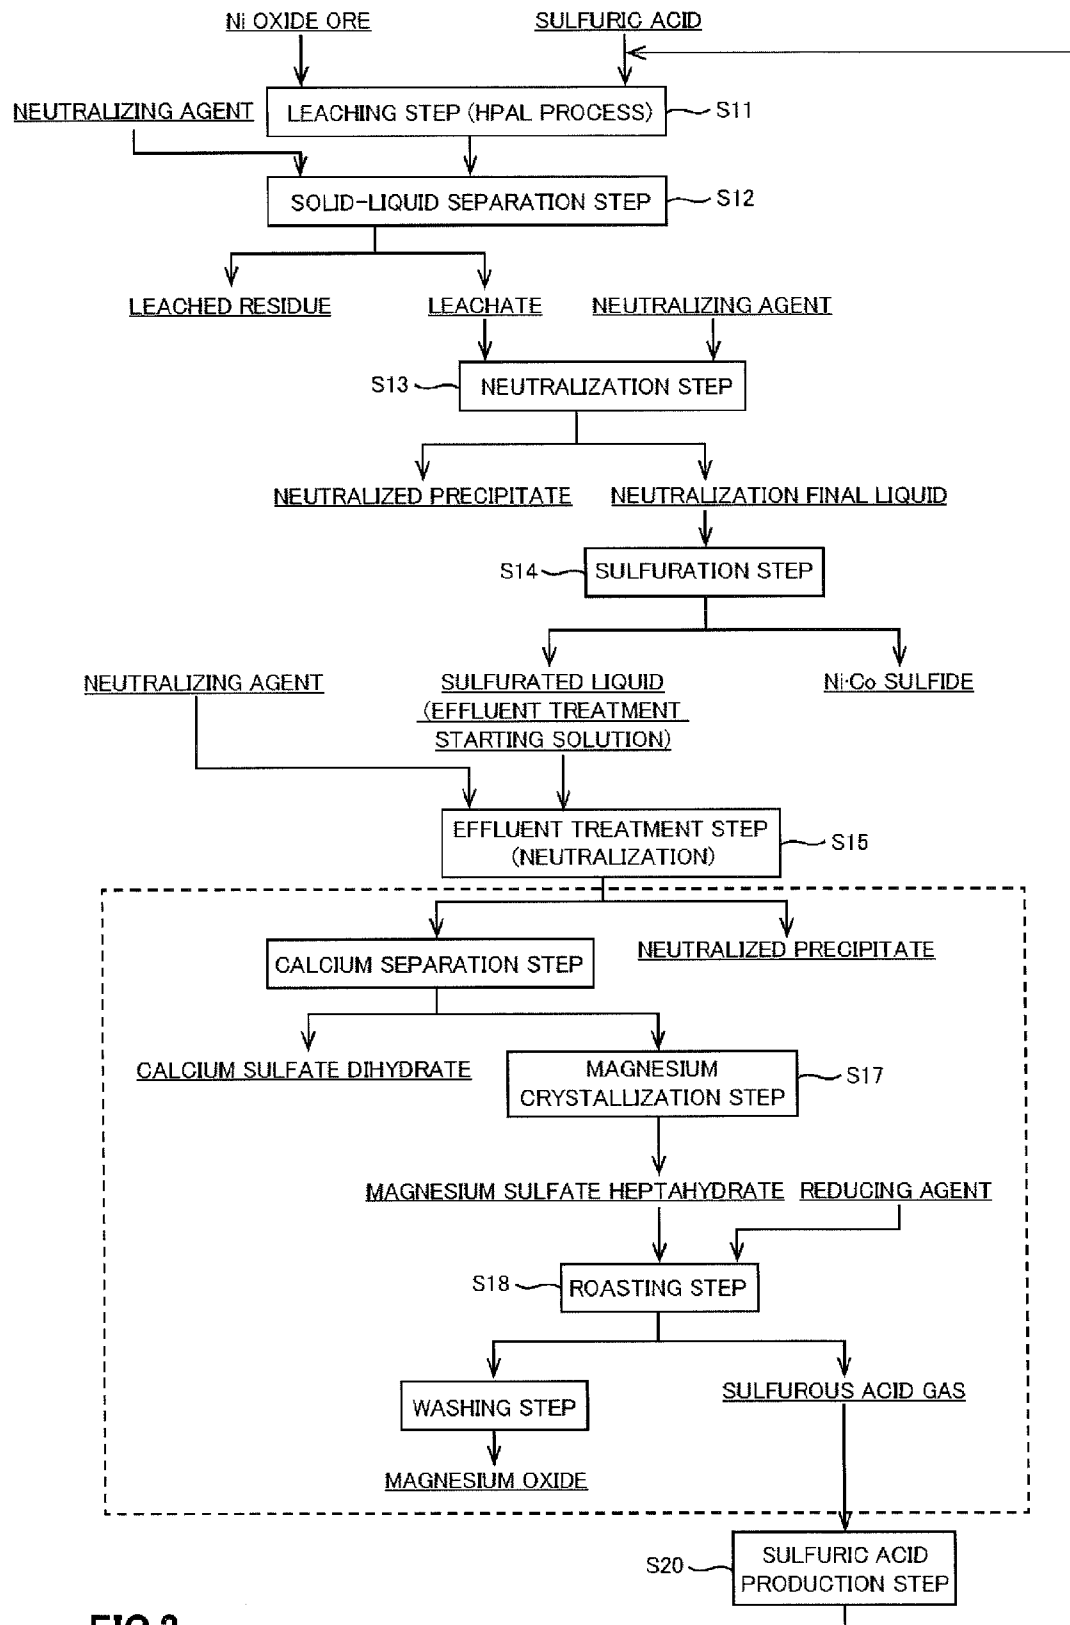 Ni OXIDE ORE
SULFURIC ACID
NEUTRALIZING AGENT
LEACHING STEP (HPAL PROCESS)
S11
SOLID-LIQUID SEPARATION STEP
S12
LEACHED RESIDUE
LEACHATE
NEUTRALIZING AGENT
S13
NEUTRALIZATION STEP
NEUTRALIZED PRECIPITATE
NEUTRALIZATION FINAL LIQUID
S14
SULFURATION STEP
NEUTRALIZING AGENT
SULFURATED LIQUID
(EFFLUENT TREATMENT
STARTING SOLUTION)
Ni·Co SULFIDE
EFFLUENT TREATMENT STEP
(NEUTRALIZATION)
S15
CALCIUM SEPARATION STEP
NEUTRALIZED PRECIPITATE
CALCIUM SULFATE DIHYDRATE
MAGNESIUM
CRYSTALLIZATION STEP
S17
MAGNESIUM SULFATE HEPTAHYDRATE
REDUCING AGENT
S18
ROASTING STEP
WASHING STEP
SULFUROUS ACID GAS
MAGNESIUM OXIDE
S20
SULFURIC ACID
PRODUCTION STEP